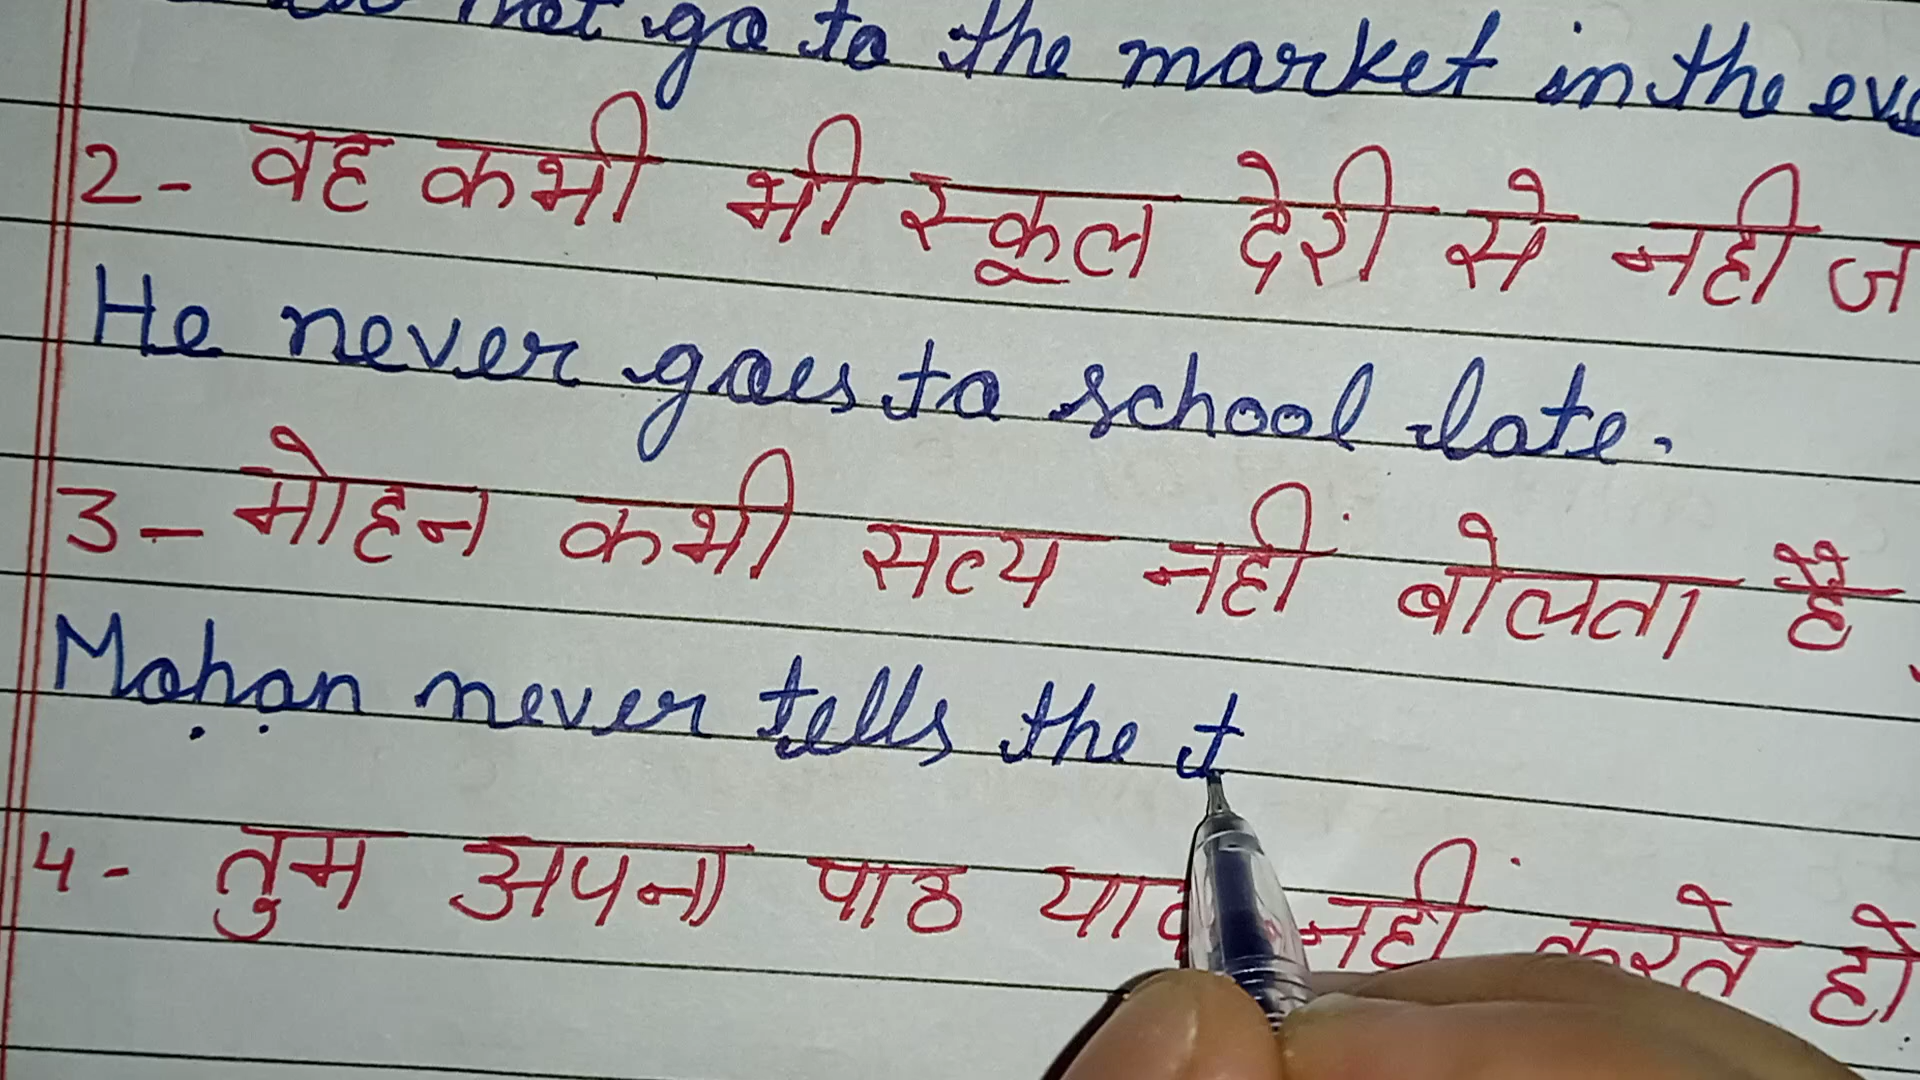 not go to the market in the
2- वह कभी भी स्कूल देरी से नही
He never goes to school late.
3- मोहन कभी सत्य नहीं बोलता है
Mohan never tells the t
4- तुम अपना पाठ नहीं करते हो